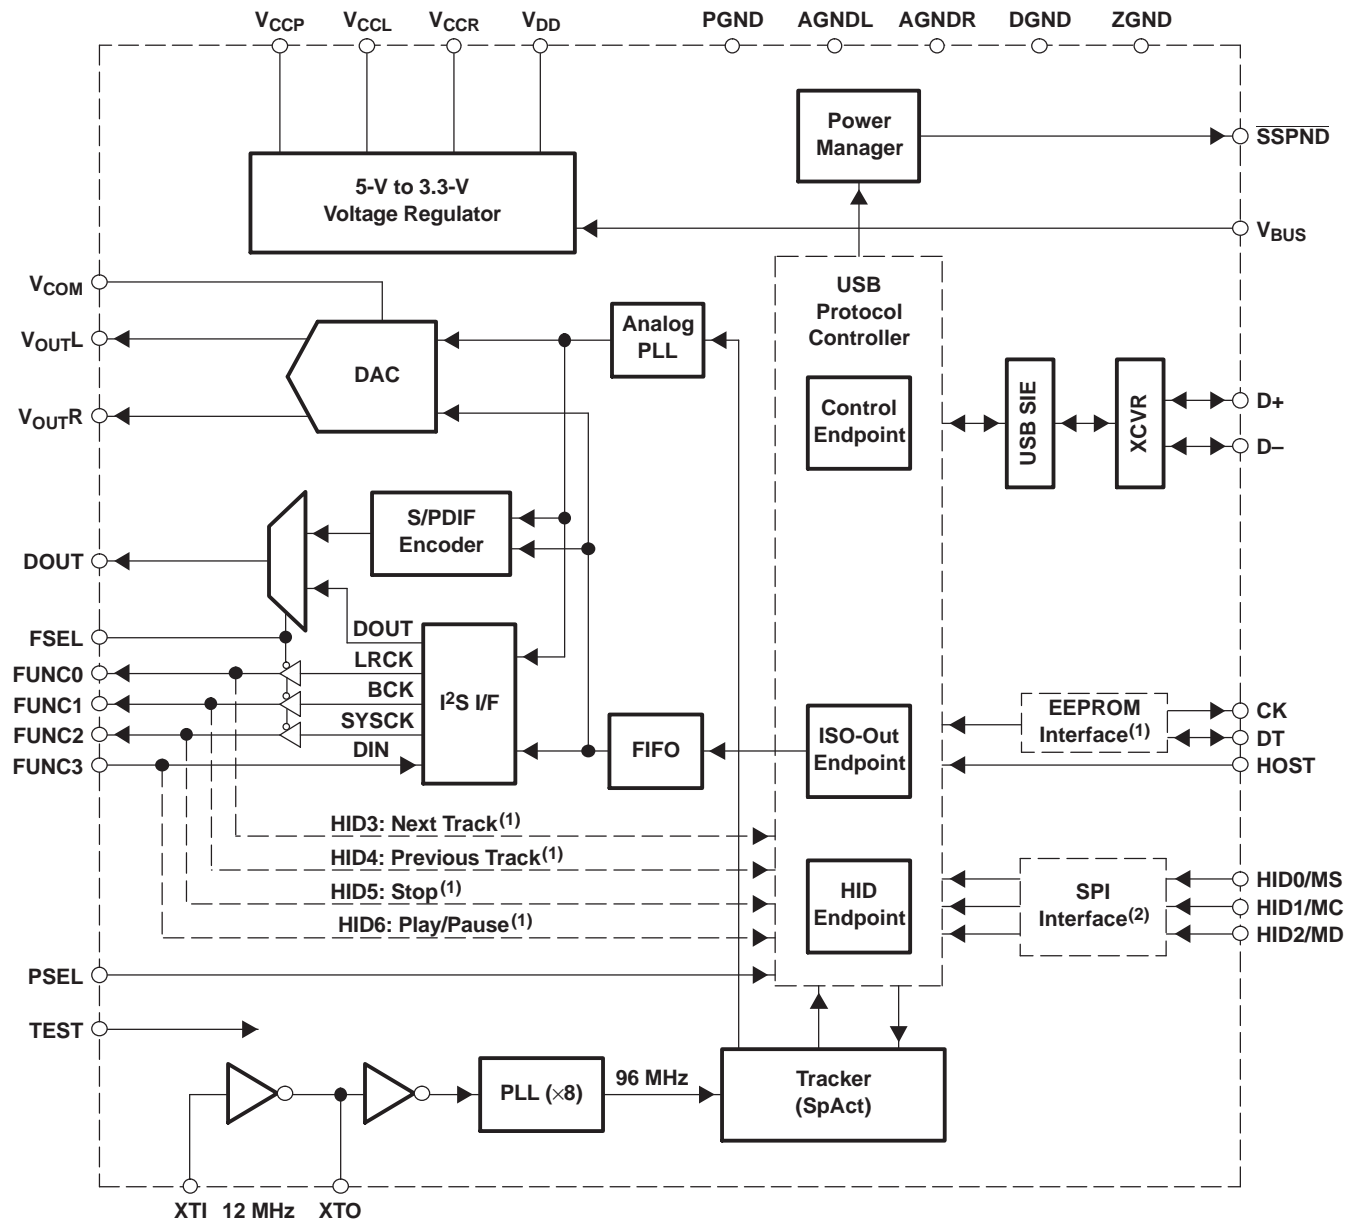 VCCP VCCL VCCR VDD PGND AGNDL AGNDR DGND ZGND
Power
Manager
SSPND
5-V to 3.3-V
Voltage Regulator
VBUS
VCOM
USB
Protocol
Controller
Analog
PLL
VOUTL
DAC
Control
Endpoint
USB SIE
XCVR
D+
VOUTR
D–
S/PDIF
Encoder
DOUT
FSEL
DOUT
FUNC0
LRCK
FUNC1
BCK
I2S I/F
FUNC2
SYSCK
FUNC3
DIN
FIFO
ISO-Out
Endpoint
EEPROM
Interface(1)
CK
DT
HOST
HID3: Next Track(1)
HID4: Previous Track(1)
HID5: Stop(1)
HID6: Play/Pause(1)
HID
Endpoint
SPI
Interface(2)
HID0/MS
HID1/MC
HID2/MD
PSEL
TEST
PLL (×8)
96 MHz
Tracker
(SpAct)
XTI 12 MHz XTO